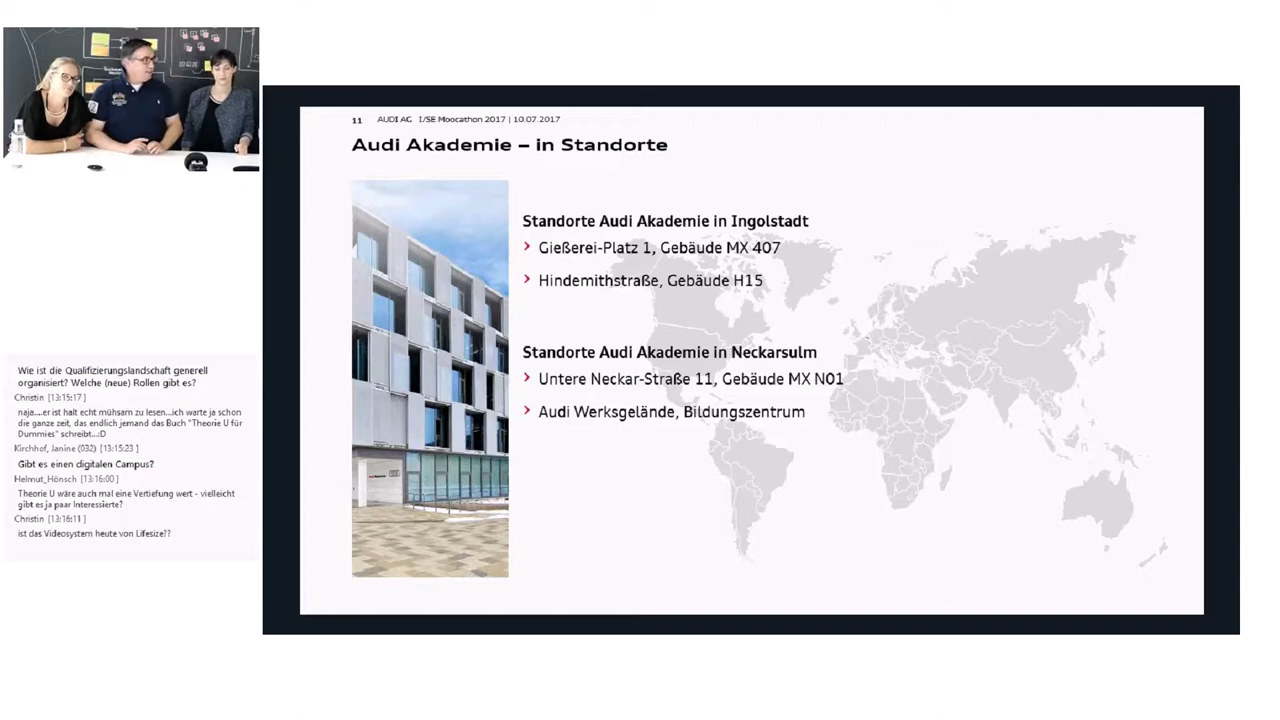 11 AUDI AG I/SE Moocathon 2017 | 10.07.2017
Audi Akademie – in Standorte
Standorte Audi Akademie in Ingolstadt
Gießerei-Platz 1, Gebäude MX 407
Hindemithstraße, Gebäude H15
Standorte Audi Akademie in Neckarsulm
Untere Neckar-Straße 11, Gebäude MX N01
Audi Werksgelände, Bildungszentrum
Wie ist die Qualifizierungslandschaft generell
organisiert? Welche (neue) Rollen gibt es?
Christin [13:15:17 ]
naja....er ist halt echt mühsam zu lesen...ich warte ja schon
die ganze zeit, das endlich jemand das Buch "Theorie U für
Dummies" schreibt...:D
Kirchhof, Janine (032) [13:15:23 ]
Gibt es einen digitalen Campus?
Helmut_Hönsch [13:16:00 ]
Theorie U wäre auch mal eine Vertiefung wert - vielleicht
gibt es ja paar Interessierte?
Christin [13:16:11 ]
ist das Videosystem heute von Lifesize??